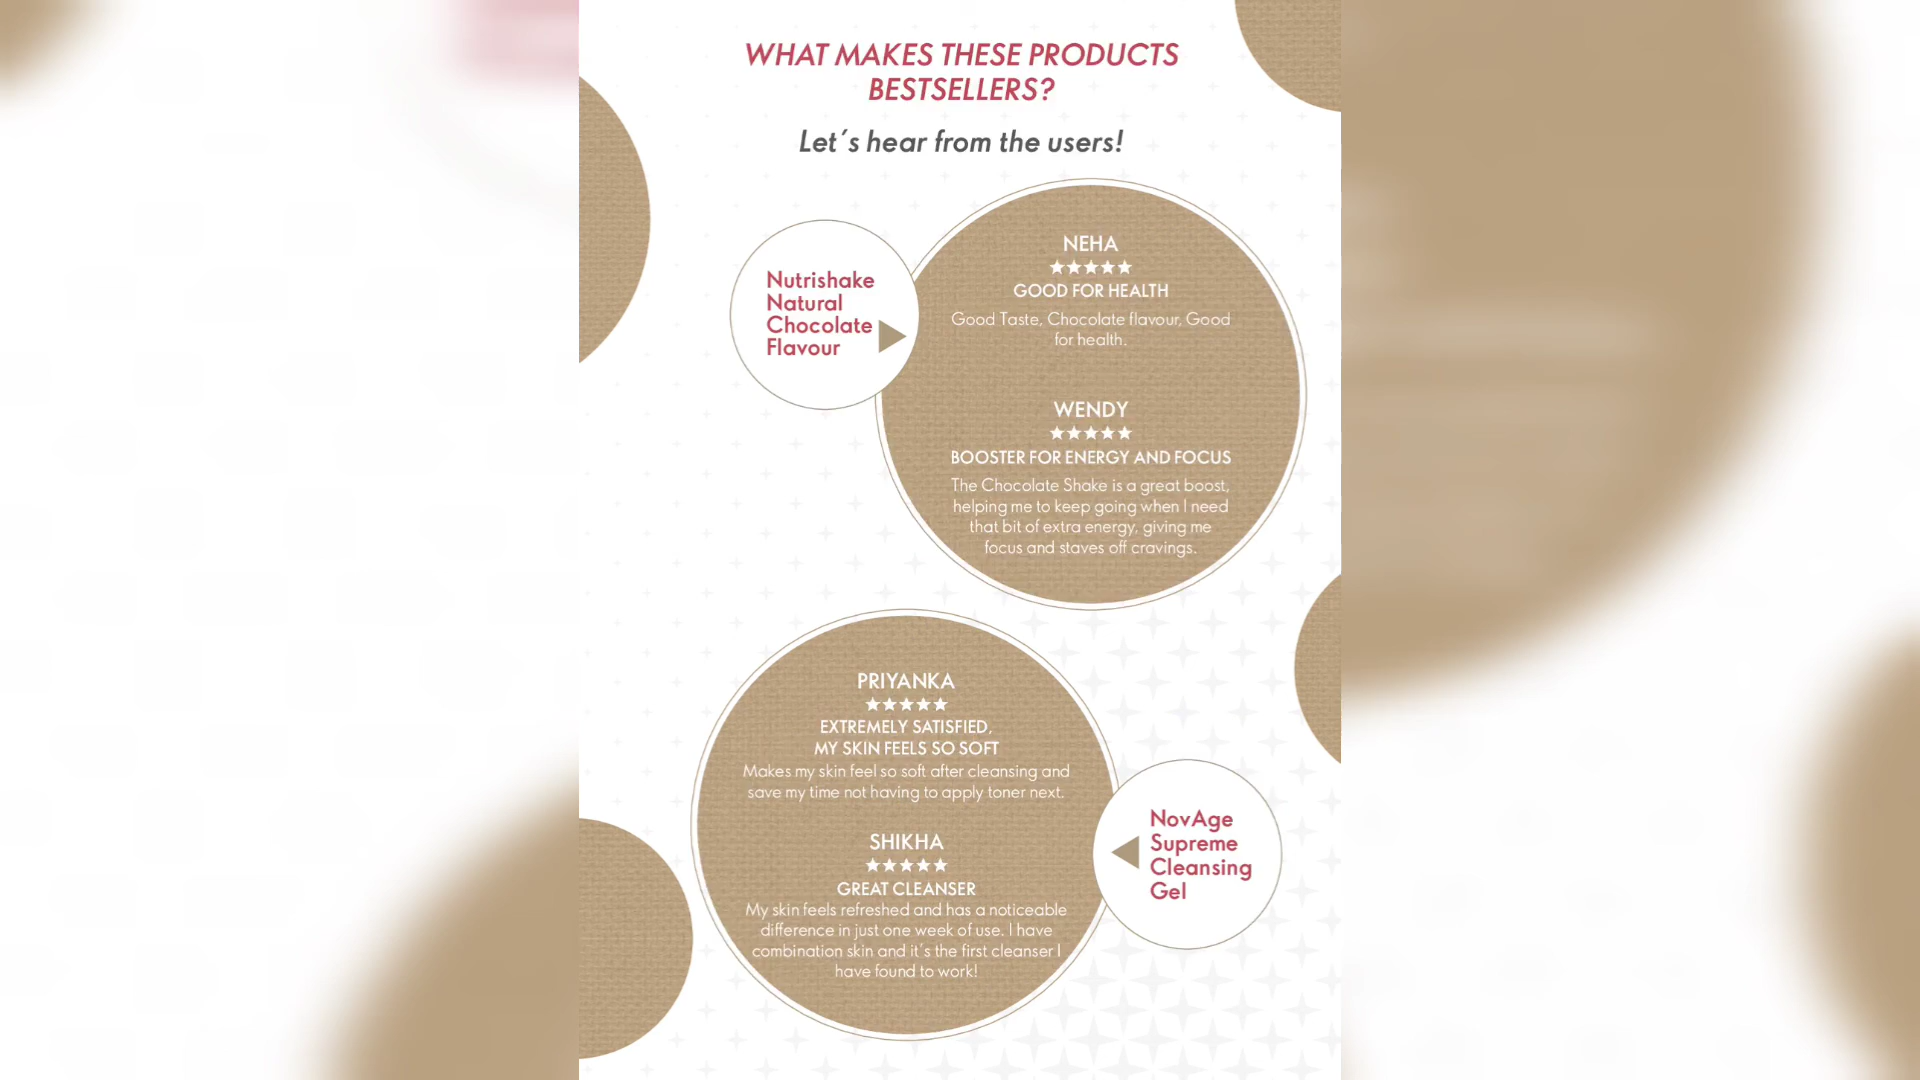 WHAT MAKES THESE PRODUCTS
BESTSELLERS?
Let´s hear from the users!
Nutrishake
Natural
Chocolate
Flavour
NEHA
★★★★★
GOOD FOR HEALTH
Good Taste, Chocolate flavour, Good
for health.
WENDY
★★★★★
BOOSTER FOR ENERGY AND FOCUS
The Chocolate Shake is a great boost,
helping me to keep going when I need
that bit of extra energy, giving me
focus and staves off cravings.
PRIYANKA
★★★★★
EXTREMELY SATISFIED,
MY SKIN FEELS SO SOFT
Makes my skin feel so soft after cleansing and
save my time not having to apply toner next.
SHIKHA
★★★★★
GREAT CLEANSER
My skin feels refreshed and has a noticeable
difference in just one week of use. I have
combination skin and it´s the first cleanser I
have found to work!
NovAge
Supreme
Cleansing
Gel